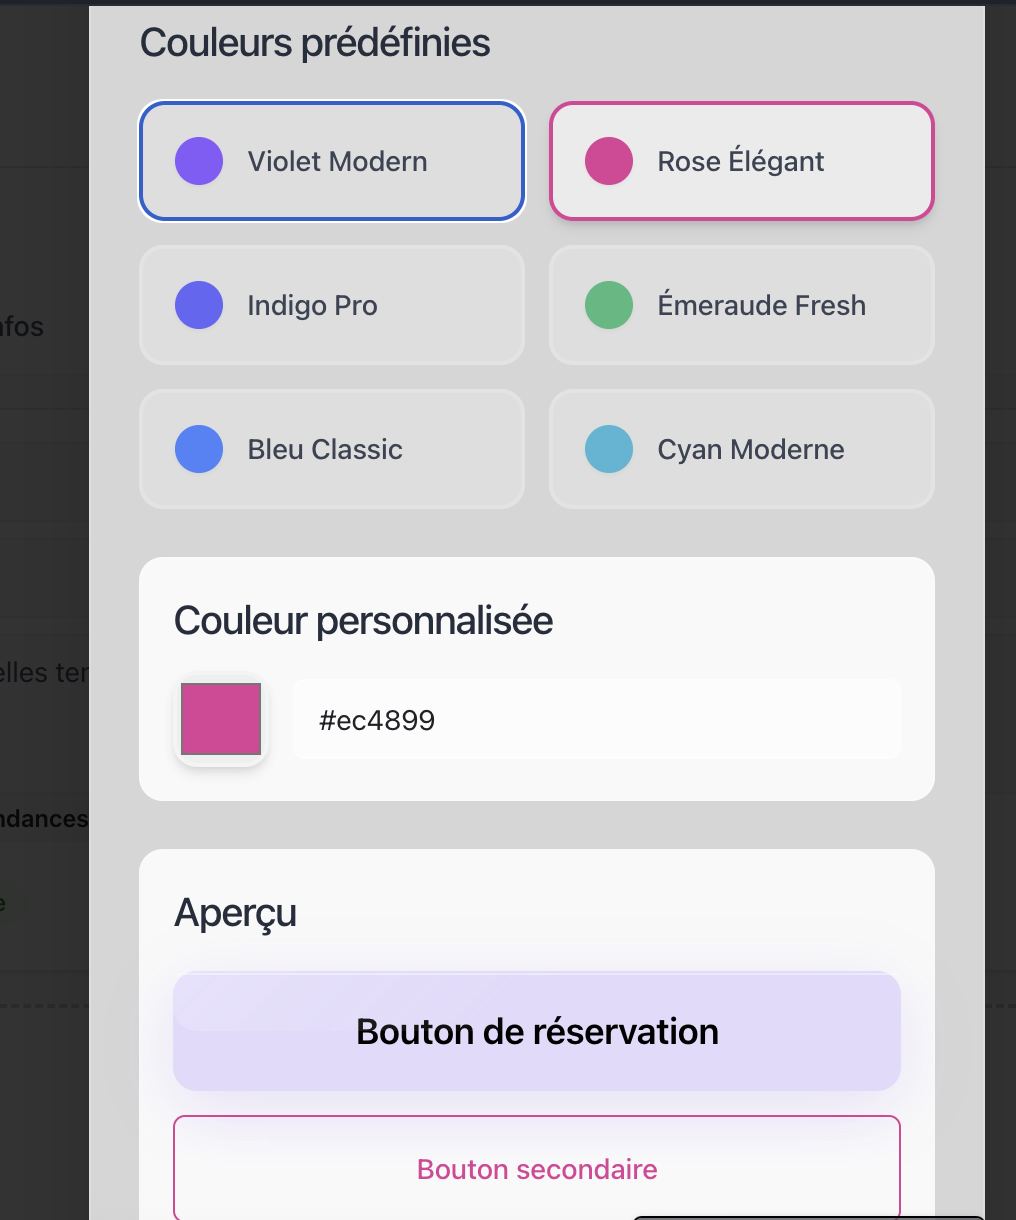 Couleurs prédéfinies
Violet Modern
Rose Élégant
Indigo Pro
Émeraude Fresh
nfos
Bleu Classic
Cyan Moderne
Couleur personnalisée
elles ter
#ec4899
ndances
Aperçu
e
Bouton de réservation
Bouton secondaire